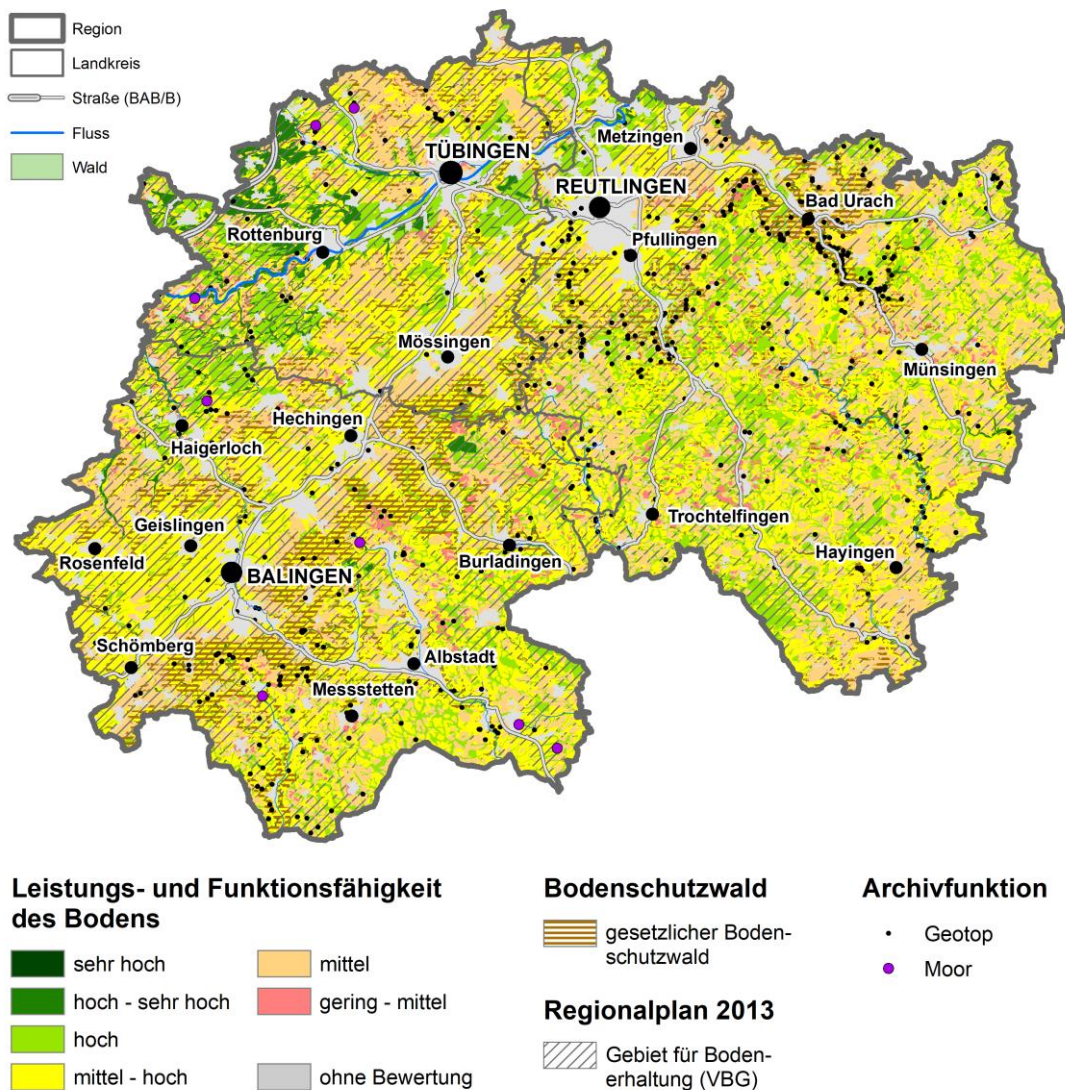 Region
Landkreis
Straße (BAB/B)
Fluss
Wald
Metzingen
TÜBINGEN
REUTLINGEN
Bad Urach
Rottenburg
Pfullingen
Mössingen
Münsingen
Hechingen
Haigerloch
Trochtelfingen
Geislingen
Rosenfeld
Burladingen
Hayingen
BALINGEN
Schömberg
Albstadt
Messstetten
Leistungs- und Funktionsfähigkeit
des Bodens
sehr hoch
hoch - sehr hoch
hoch
mittel - hoch
mittel
gering - mittel
ohne Bewertung
Bodenschutzwald
gesetzlicher Boden-
schutzwald
Regionalplan 2013
Gebiet für Boden-
erhaltung (VBG)
Archivfunktion
Geotop
Moor